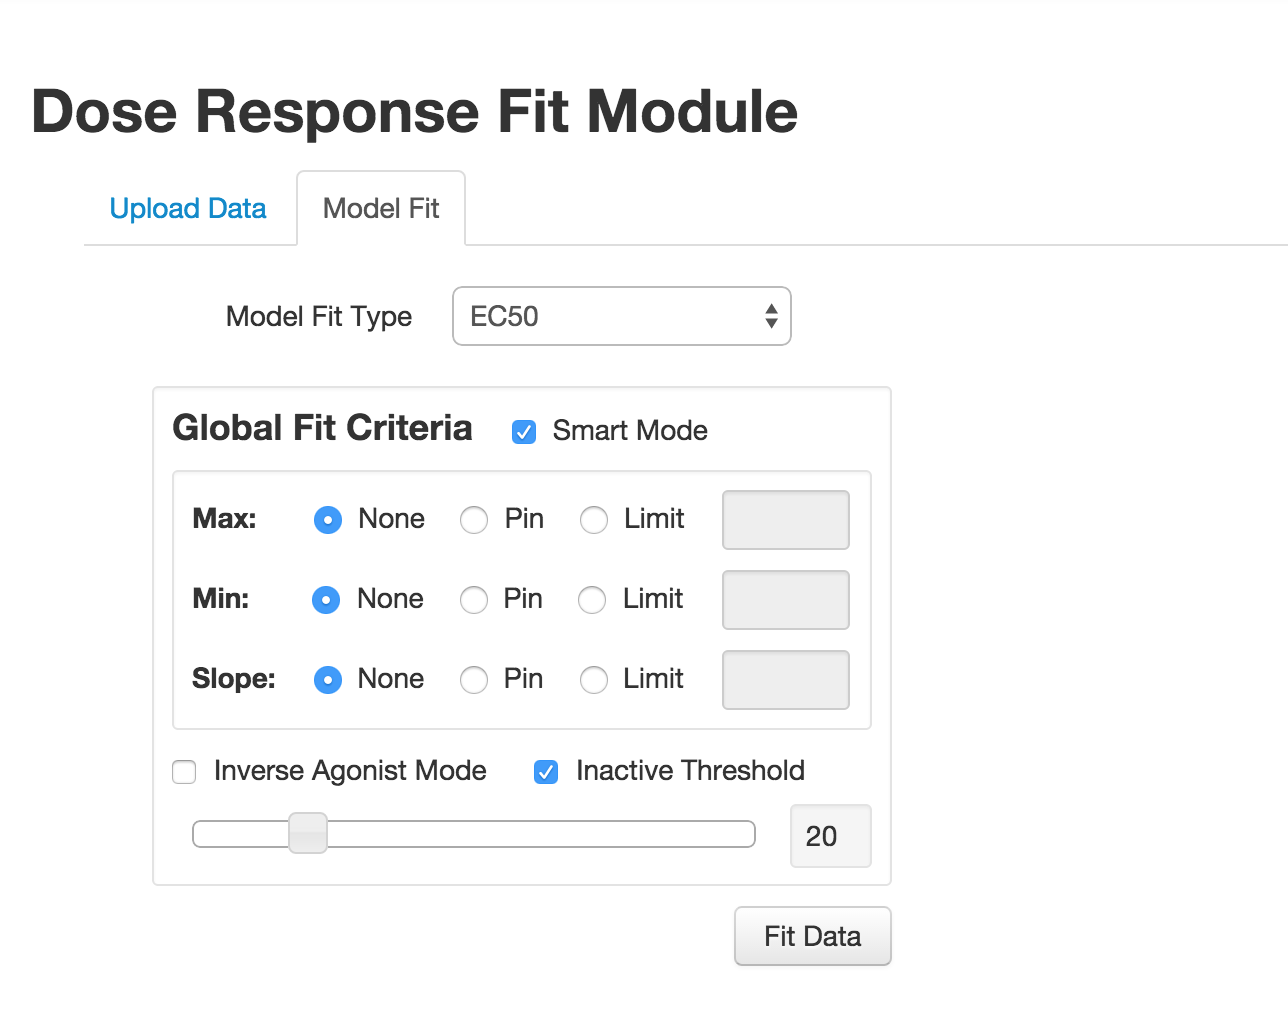 Dose Response Fit Module
Upload Data Model Fit
Model Fit Type EC50
Global Fit Criteria Smart Mode
Max: None Pin Limit
Min: None Pin Limit
Slope: None Pin Limit
Inverse Agonist Mode Inactive Threshold
20
Fit Data